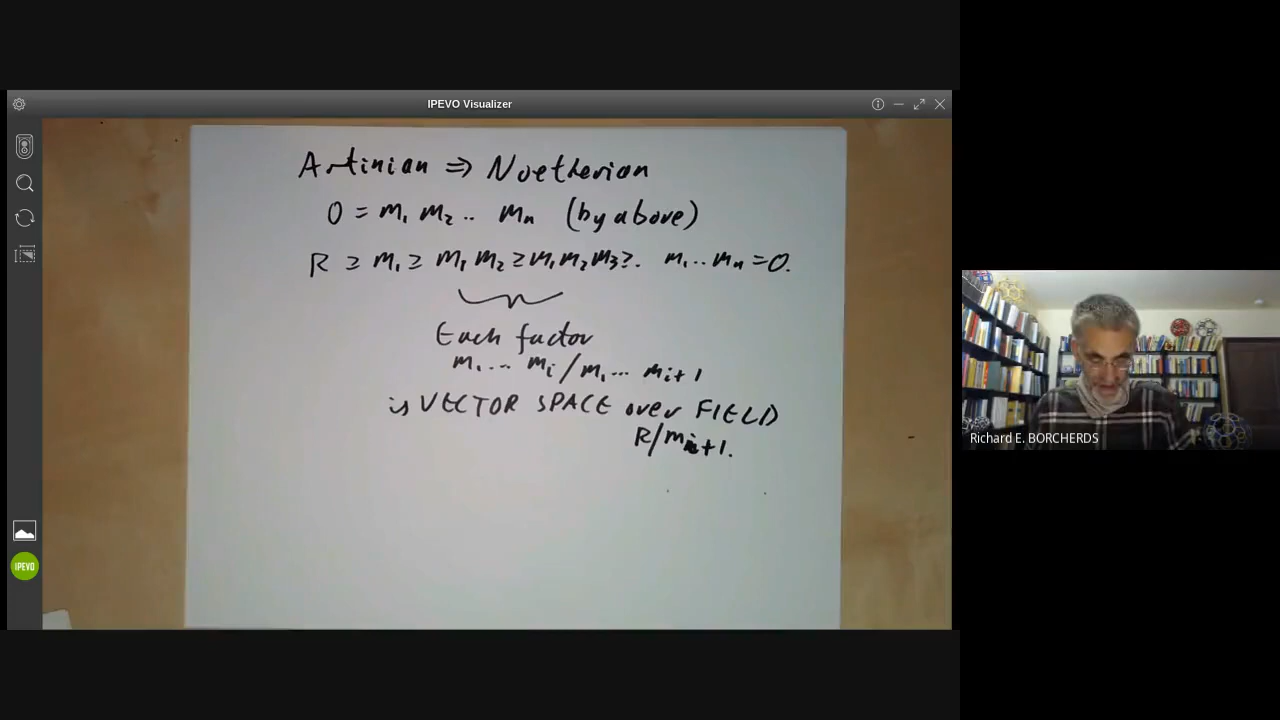 IPEVO Visualizer
Artinian ⇒ Noetherian
0 = m₁ m₂ .. mₙ (by above)
R ≥ m₁ ≥ m₁ m₂ ≥ m₁ m₂ m₃ ≥. m₁ .. mₙ = 0.
Each factor
m₁ ... mᵢ / m₁ ... mᵢ₊₁
is VECTOR SPACE over FIELD
R/mᵢ₊₁.
Richard E. BORCHERDS
IPEVO